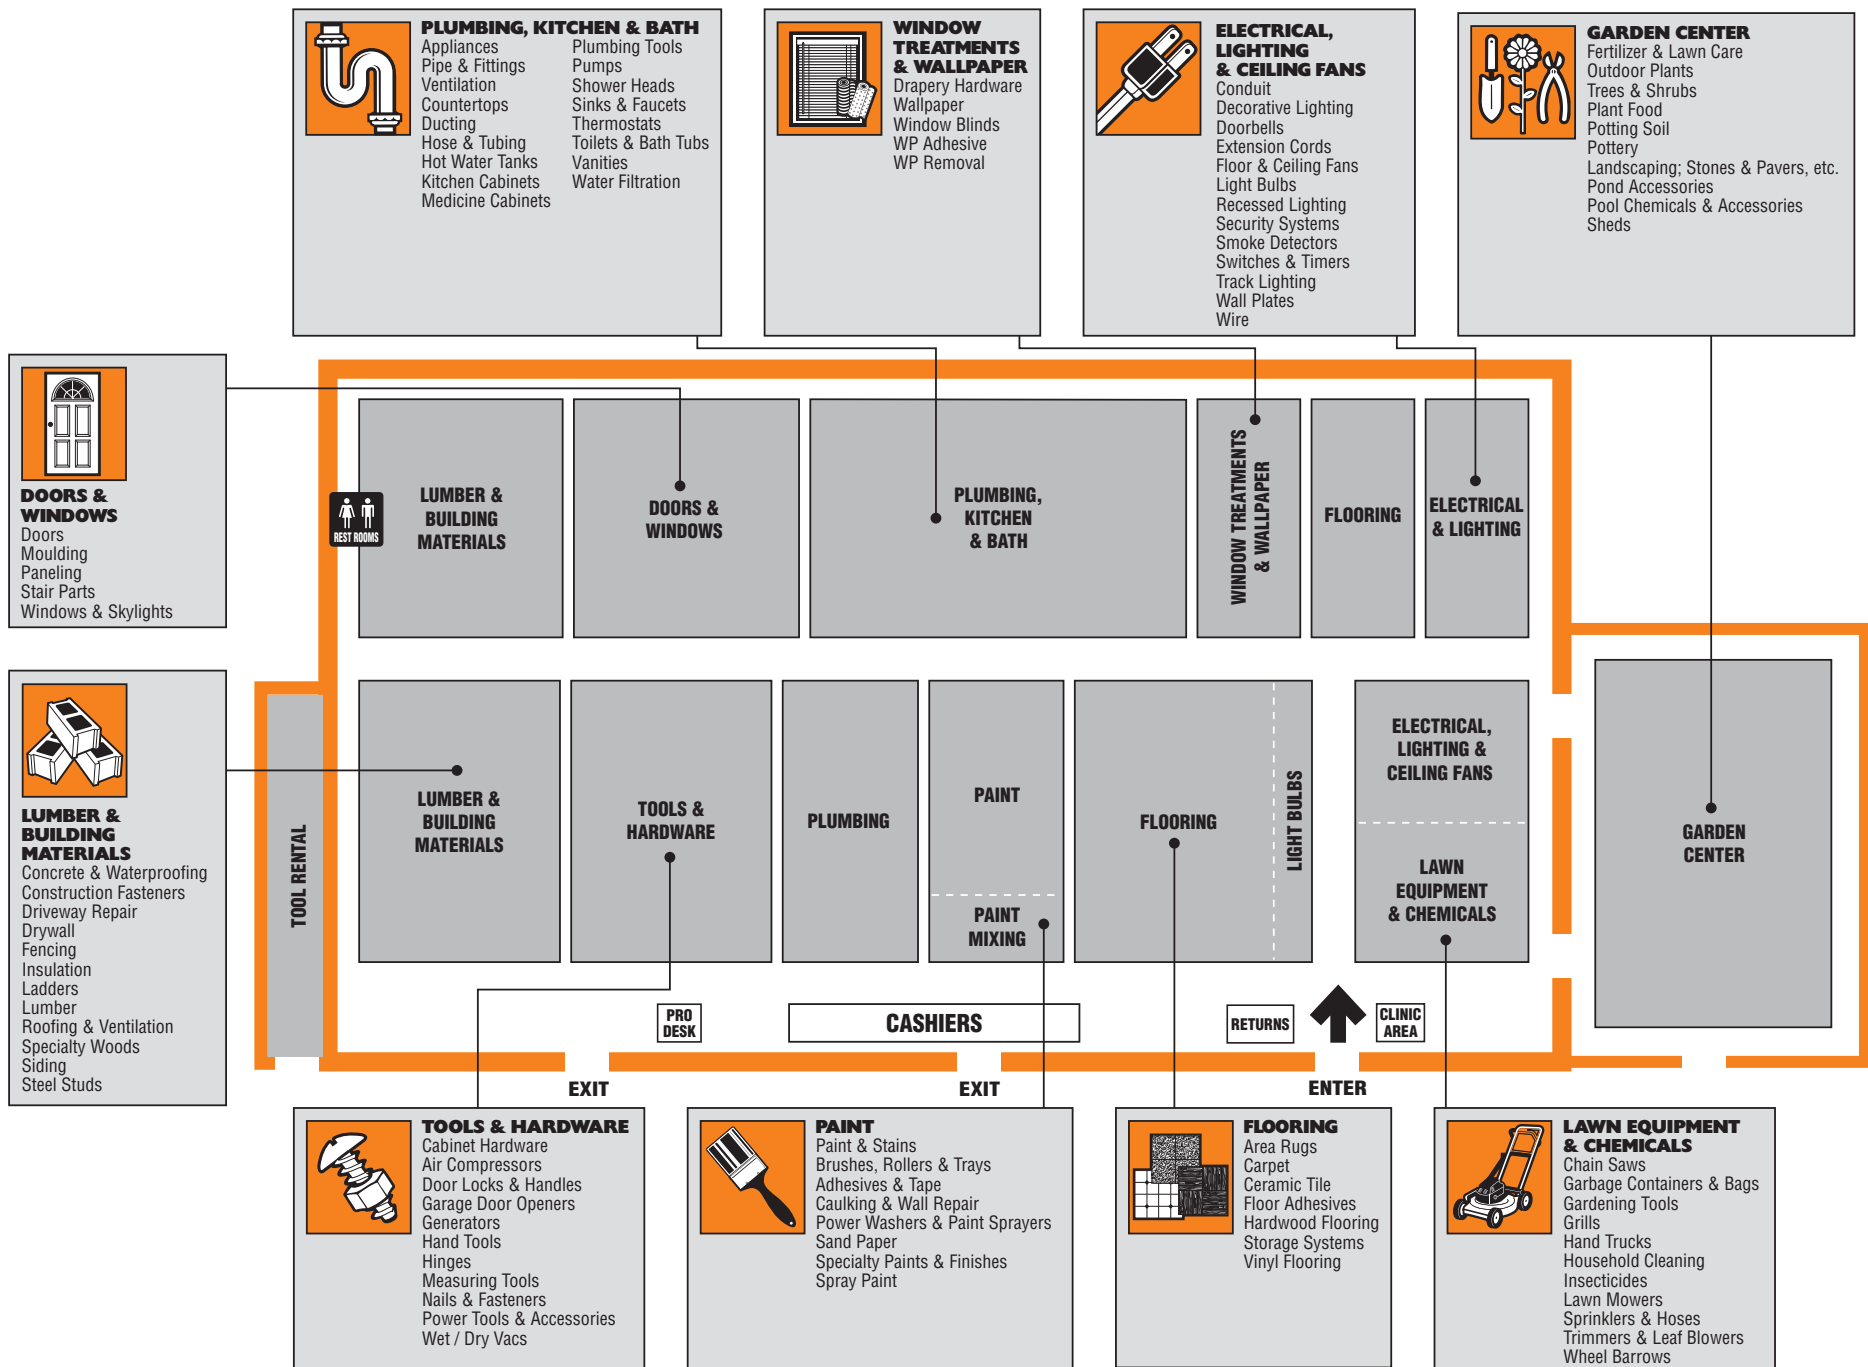 PLUMBING, KITCHEN & BATH
Appliances
Pipe & Fittings
Ventilation
Countertops
Ducting
Hose & Tubing
Hot Water Tanks
Kitchen Cabinets
Medicine Cabinets
Plumbing Tools
Pumps
Shower Heads
Sinks & Faucets
Thermostats
Toilets & Bath Tubs
Vanities
Water Filtration
WINDOW
TREATMENTS
& WALLPAPER
Drapery Hardware
Wallpaper
Window Blinds
WP Adhesive
WP Removal
ELECTRICAL,
LIGHTING
& CEILING FANS
Conduit
Decorative Lighting
Doorbells
Extension Cords
Floor & Ceiling Fans
Light Bulbs
Recessed Lighting
Security Systems
Smoke Detectors
Switches & Timers
Track Lighting
Wall Plates
Wire
GARDEN CENTER
Fertilizer & Lawn Care
Outdoor Plants
Trees & Shrubs
Plant Food
Potting Soil
Pottery
Landscaping; Stones & Pavers, etc.
Pond Accessories
Pool Chemicals & Accessories
Sheds
DOORS &
WINDOWS
Doors
Moulding
Paneling
Stair Parts
Windows & Skylights
REST ROOMS
LUMBER &
BUILDING
MATERIALS
DOORS &
WINDOWS
PLUMBING,
KITCHEN
& BATH
WINDOW TREATMENTS
& WALLPAPER
FLOORING
ELECTRICAL
& LIGHTING
LUMBER &
BUILDING
MATERIALS
Concrete & Waterproofing
Construction Fasteners
Driveway Repair
Drywall
Fencing
Insulation
Ladders
Lumber
Roofing & Ventilation
Specialty Woods
Siding
Steel Studs
TOOL RENTAL
LUMBER &
BUILDING
MATERIALS
TOOLS &
HARDWARE
PLUMBING
PAINT
PAINT
MIXING
FLOORING
LIGHT BULBS
ELECTRICAL,
LIGHTING &
CEILING FANS
LAWN
EQUIPMENT
& CHEMICALS
GARDEN
CENTER
PRO
DESK
CASHIERS
RETURNS
CLINIC
AREA
EXIT
EXIT
ENTER
TOOLS & HARDWARE
Cabinet Hardware
Air Compressors
Door Locks & Handles
Garage Door Openers
Generators
Hand Tools
Hinges
Measuring Tools
Nails & Fasteners
Power Tools & Accessories
Wet / Dry Vacs
PAINT
Paint & Stains
Brushes, Rollers & Trays
Adhesives & Tape
Caulking & Wall Repair
Power Washers & Paint Sprayers
Sand Paper
Specialty Paints & Finishes
Spray Paint
FLOORING
Area Rugs
Carpet
Ceramic Tile
Floor Adhesives
Hardwood Flooring
Storage Systems
Vinyl Flooring
LAWN EQUIPMENT
& CHEMICALS
Chain Saws
Garbage Containers & Bags
Gardening Tools
Grills
Hand Trucks
Household Cleaning
Insecticides
Lawn Mowers
Sprinklers & Hoses
Trimmers & Leaf Blowers
Wheel Barrows